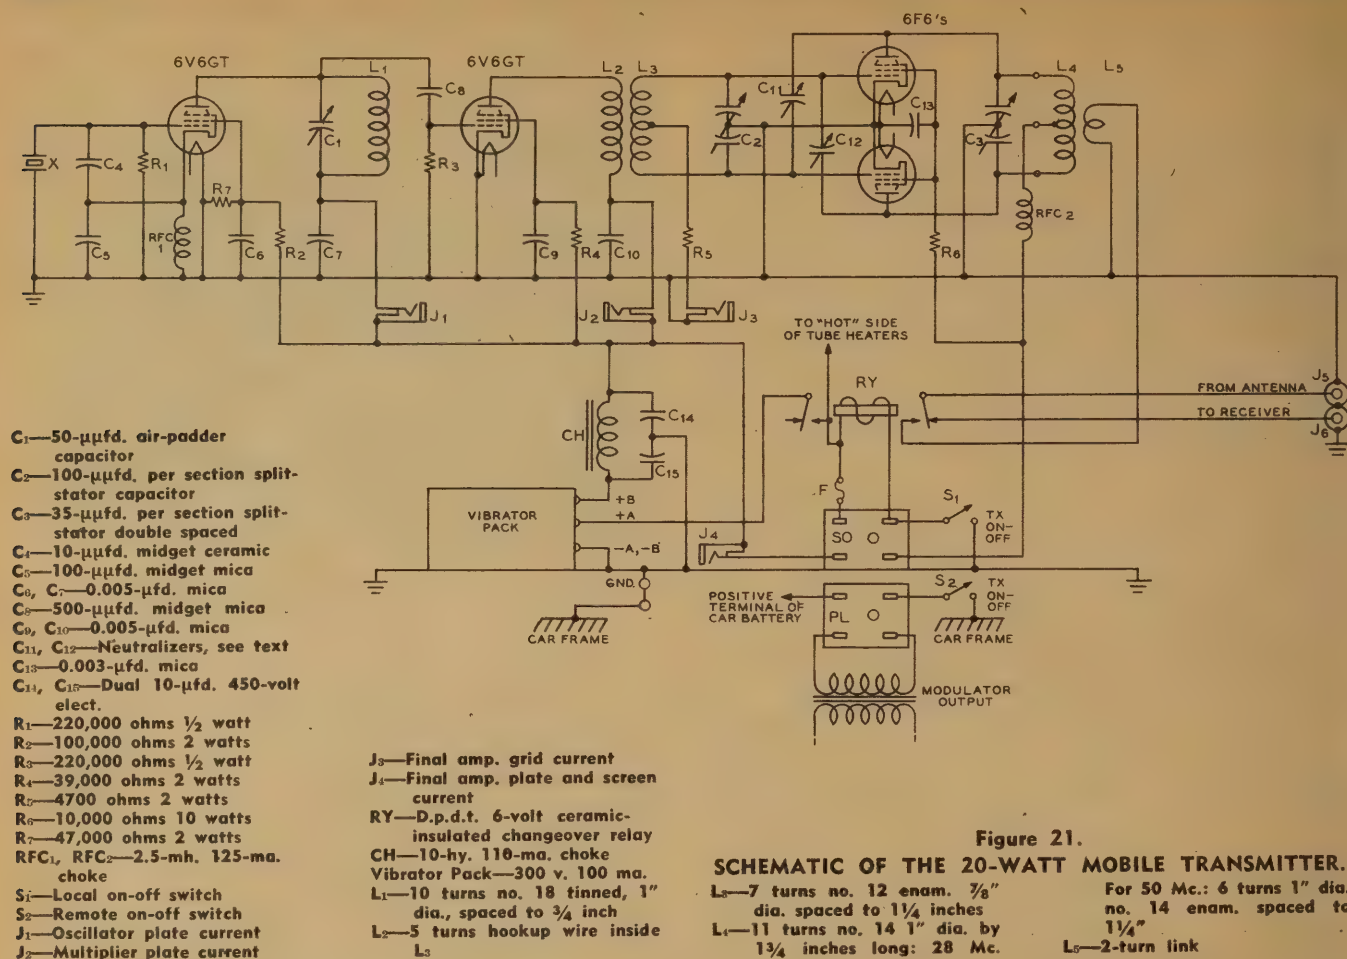 6V6GT
L1
C8
6V6GT
L2
L3
6F6's
L4
L5
X
C4
R1
C1
R3
C11
C13
C2
C12
C3
R7
RFC 1
RFC 2
C5
C6
R2
C7
C9
R4
C10
R5
R6
J1
J2
J3
TO "HOT" SIDE
OF TUBE HEATERS
RY
J5
FROM ANTENNA
TO RECEIVER
J6
CH
C14
C15
F
S1
TX
ON-
OFF
VIBRATOR
PACK
+B
+A
-A, -B
J4
SO
GND.
CAR FRAME
POSITIVE
TERMINAL OF
CAR BATTERY
PL
S2
TX
ON-
OFF
CAR FRAME
MODULATOR
OUTPUT
C1—50-μμfd. air-padder
capacitor
C2—100-μμfd. per section split-
stator capacitor
C3—35-μμfd. per section split-
stator double spaced
C4—10-μμfd. midget ceramic
C5—100-μμfd. midget mica
C6, C7—0.005-μfd. mica
C8—500-μμfd. midget mica
C9, C10—0.005-μfd. mica
C11, C12—Neutralizers, see text
C13—0.003-μfd. mica
C14, C15—Dual 10-μfd. 450-volt
elect.
R1—220,000 ohms ½ watt
R2—100,000 ohms 2 watts
R3—220,000 ohms ½ watt
R4—39,000 ohms 2 watts
R5—4700 ohms 2 watts
R6—10,000 ohms 10 watts
R7—47,000 ohms 2 watts
RFC1, RFC2—2.5-mh. 125-ma.
choke
S1—Local on-off switch
S2—Remote on-off switch
J1—Oscillator plate current
J2—Multiplier plate current
J3—Final amp. grid current
J4—Final amp. plate and screen
current
RY—D.p.d.t. 6-volt ceramic-
insulated changeover relay
CH—10-hy. 110-ma. choke
Vibrator Pack—300 v. 100 ma.
L1—10 turns no. 18 tinned, 1"
dia., spaced to ¾ inch
L2—5 turns hookup wire inside
L3
Figure 21.
SCHEMATIC OF THE 20-WATT MOBILE TRANSMITTER.
L3—7 turns no. 12 enam. ⅞"
dia. spaced to 1¼ inches
L4—11 turns no. 14 1" dia. by
1¾ inches long: 28 Mc.
For 50 Mc.: 6 turns 1" dia.
no. 14 enam. spaced to
1¼"
L5—2-turn link